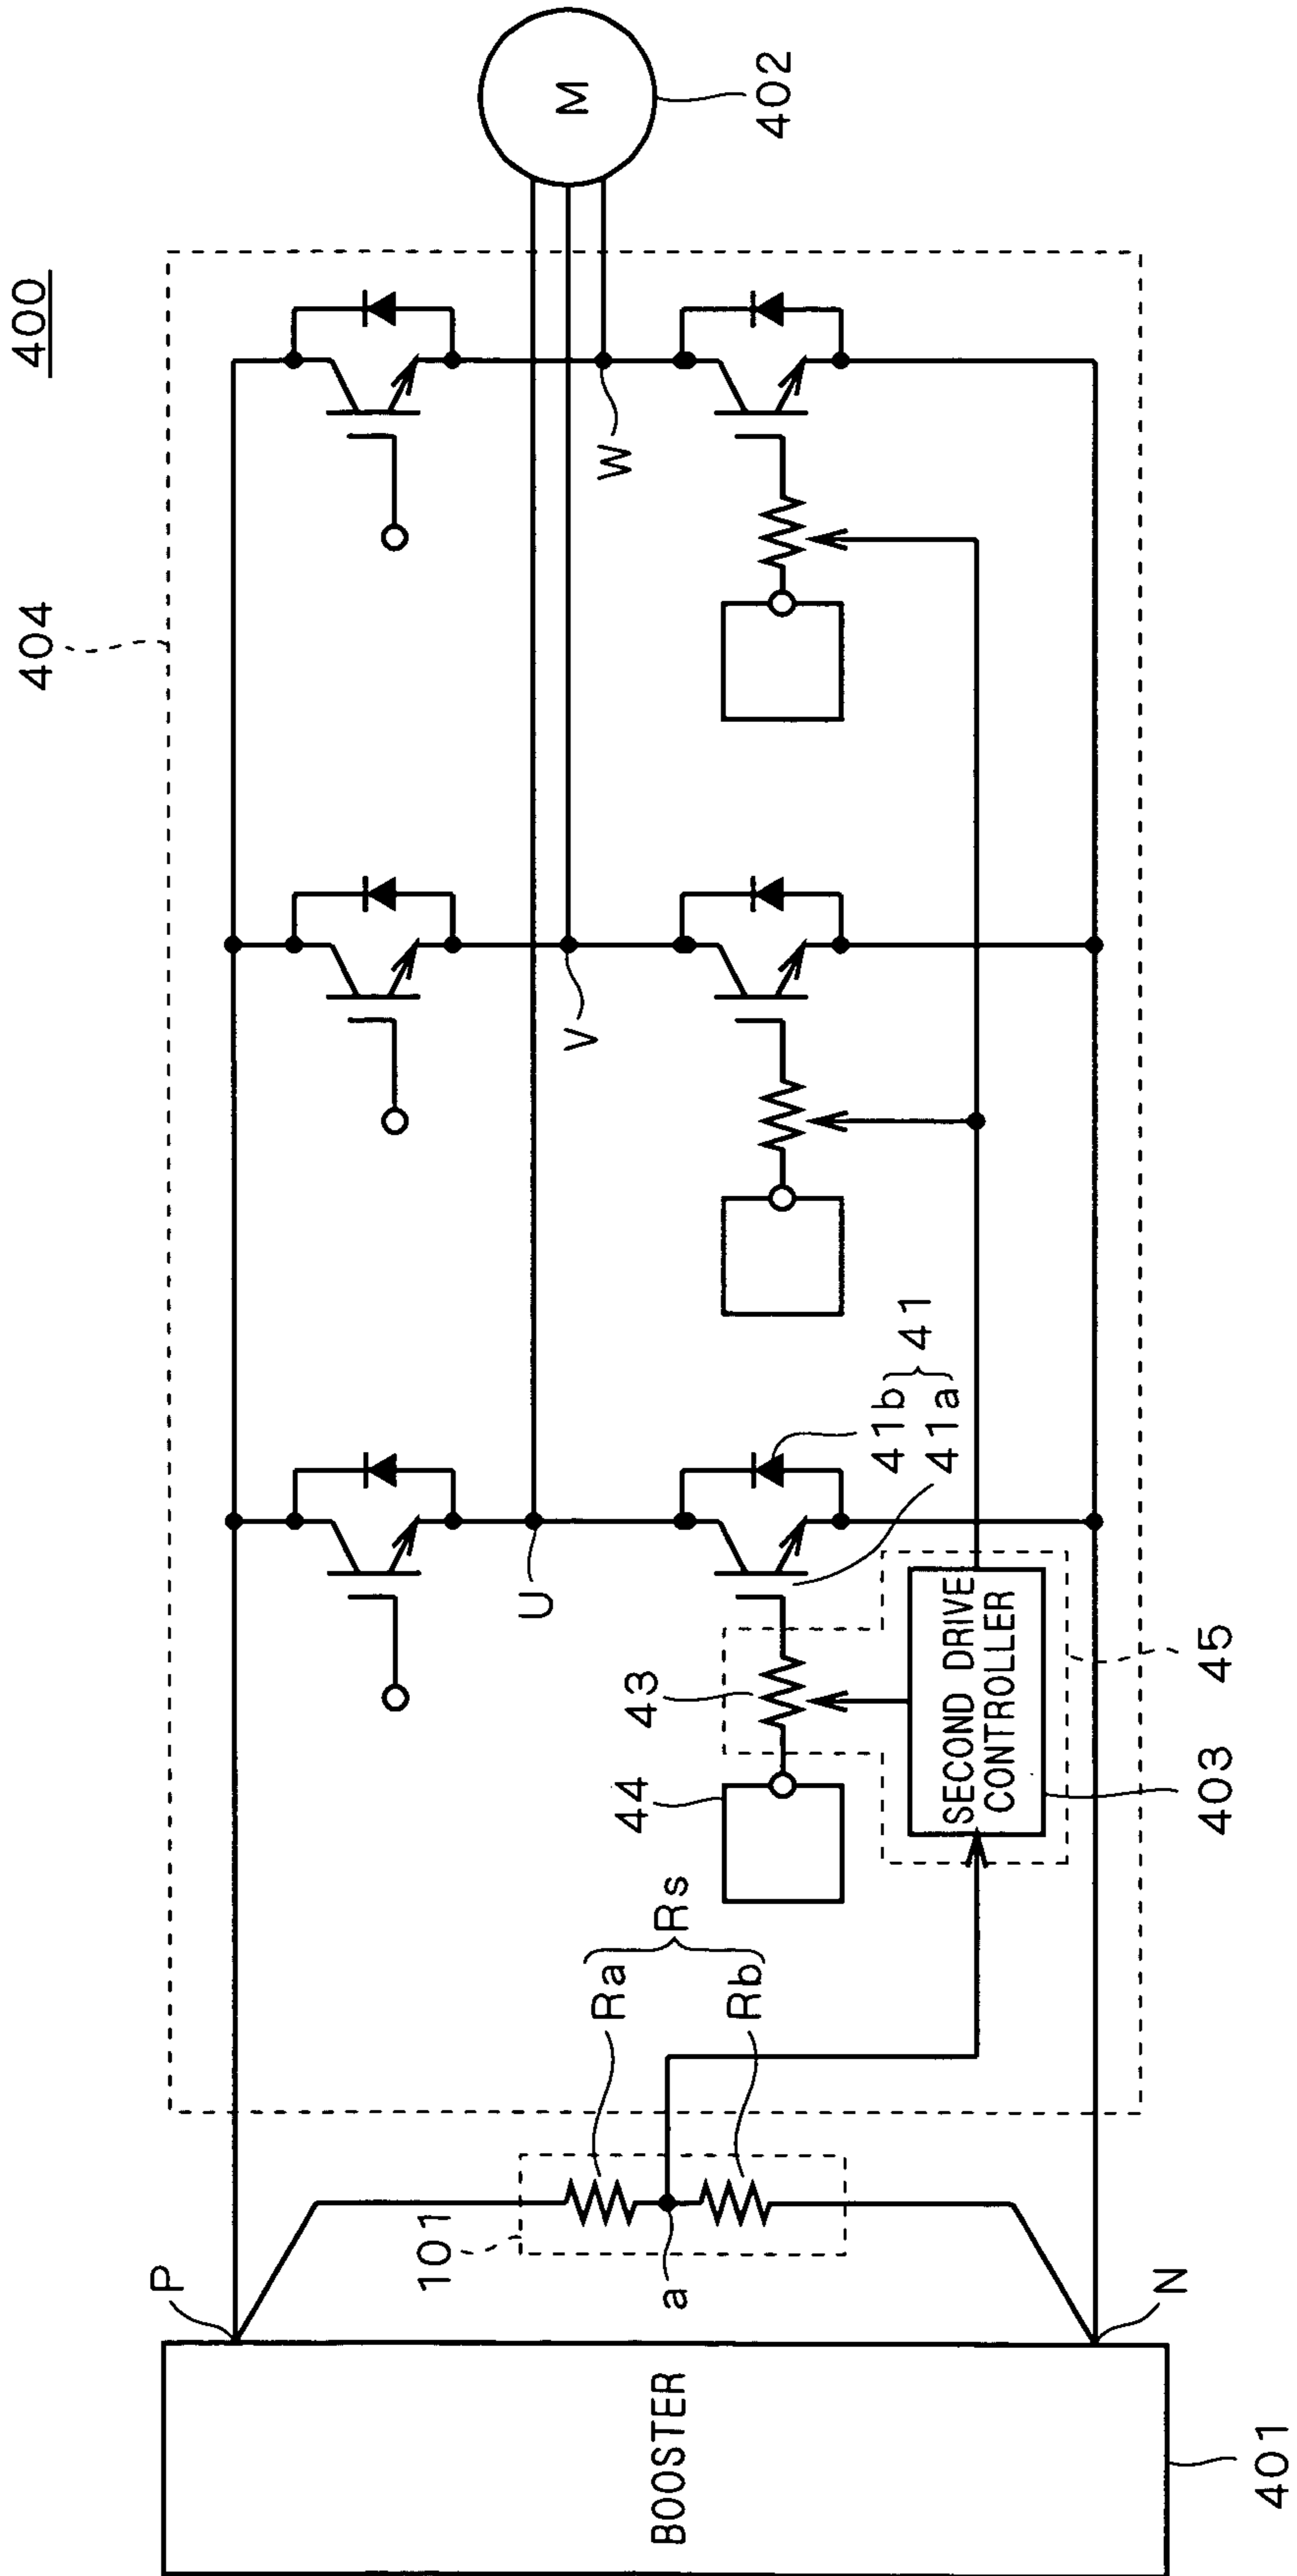 400
404
M
402
P
101
Ra
Rs
Rb
a
U
V
W
43
44
41b
41a
41
SECOND DRIVE
CONTROLLER
45
403
N
BOOSTER
401